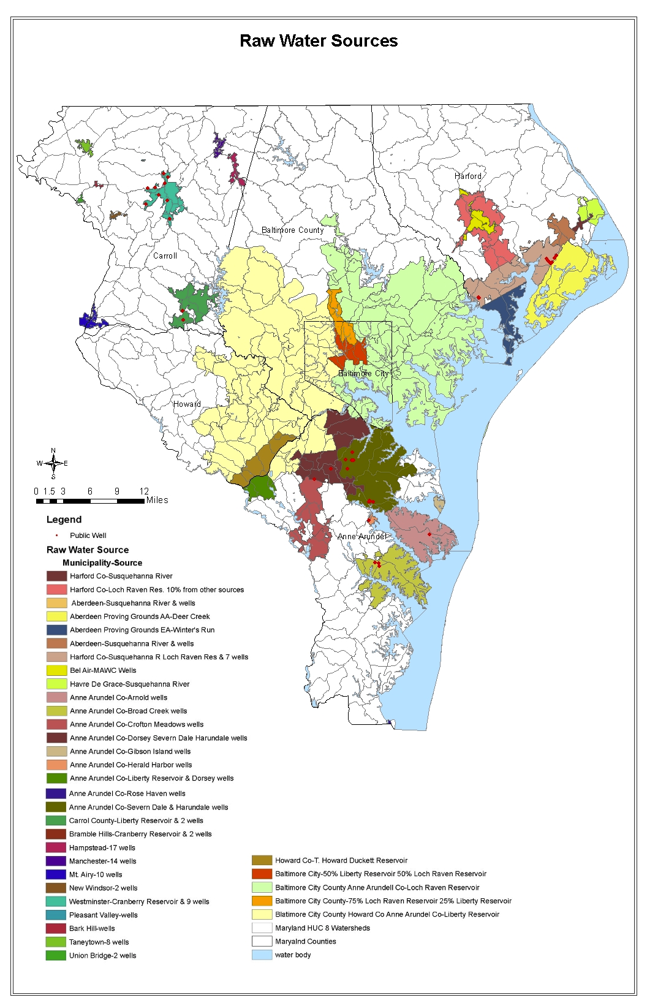 Raw Water Sources
Harford
Baltimore County
Carroll
Baltimore City
Howard
N
W E
S
0 1.5 3 6 9 12
Miles
Anne Arundel
Legend
Public Well
Raw Water Source
Municipality-Source
Harford Co-Susquehanna River
Harford Co-Loch Raven Res. 10% from other sources
Aberdeen-Susquehanna River & wells
Aberdeen Proving Grounds AA-Deer Creek
Aberdeen Proving Grounds EA-Winter's Run
Aberdeen-Susquehanna River & wells
Harford Co-Susquehanna R Loch Raven Res & 7 wells
Bel Air-MAWC Wells
Havre De Grace-Susquehanna River
Anne Arundel Co-Arnold wells
Anne Arundel Co-Broad Creek wells
Anne Arundel Co-Crofton Meadows wells
Anne Arundel Co-Dorsey Severn Dale Harundale wells
Anne Arundel Co-Gibson Island wells
Anne Arundel Co-Herald Harbor wells
Anne Arundel Co-Liberty Reservoir & Dorsey wells
Anne Arundel Co-Rose Haven wells
Anne Arundel Co-Severn Dale & Harundale wells
Carrol County-Liberty Reservoir & 2 wells
Bramble Hills-Cranberry Reservoir & 2 wells
Hampstead-17 wells
Manchester-14 wells
Mt. Airy-10 wells
New Windsor-2 wells
Westminster-Cranberry Reservoir & 9 wells
Pleasant Valley-wells
Bark Hill-wells
Taneytown-8 wells
Union Bridge-2 wells
Howard Co-T. Howard Duckett Reservoir
Baltimore City-50% Liberty Reservoir 50% Loch Raven Reservoir
Baltimore City County Anne Arundell Co-Loch Raven Reservoir
Baltimore City County-75% Loch Raven Reservoir 25% Liberty Reservoir
Blatimore City County Howard Co Anne Arundel Co-Liberty Reservoir
Maryland HUC 8 Watersheds
Maryalnd Counties
water body